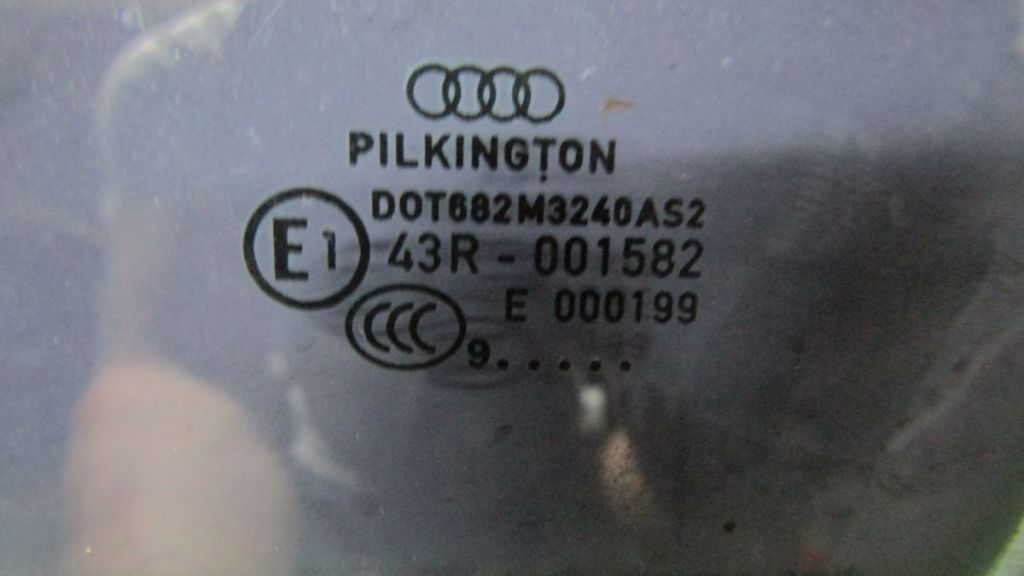 PILKINGTON
DOT682M3240AS2
E1 43R - 001582
E 000199
CCC
9.....